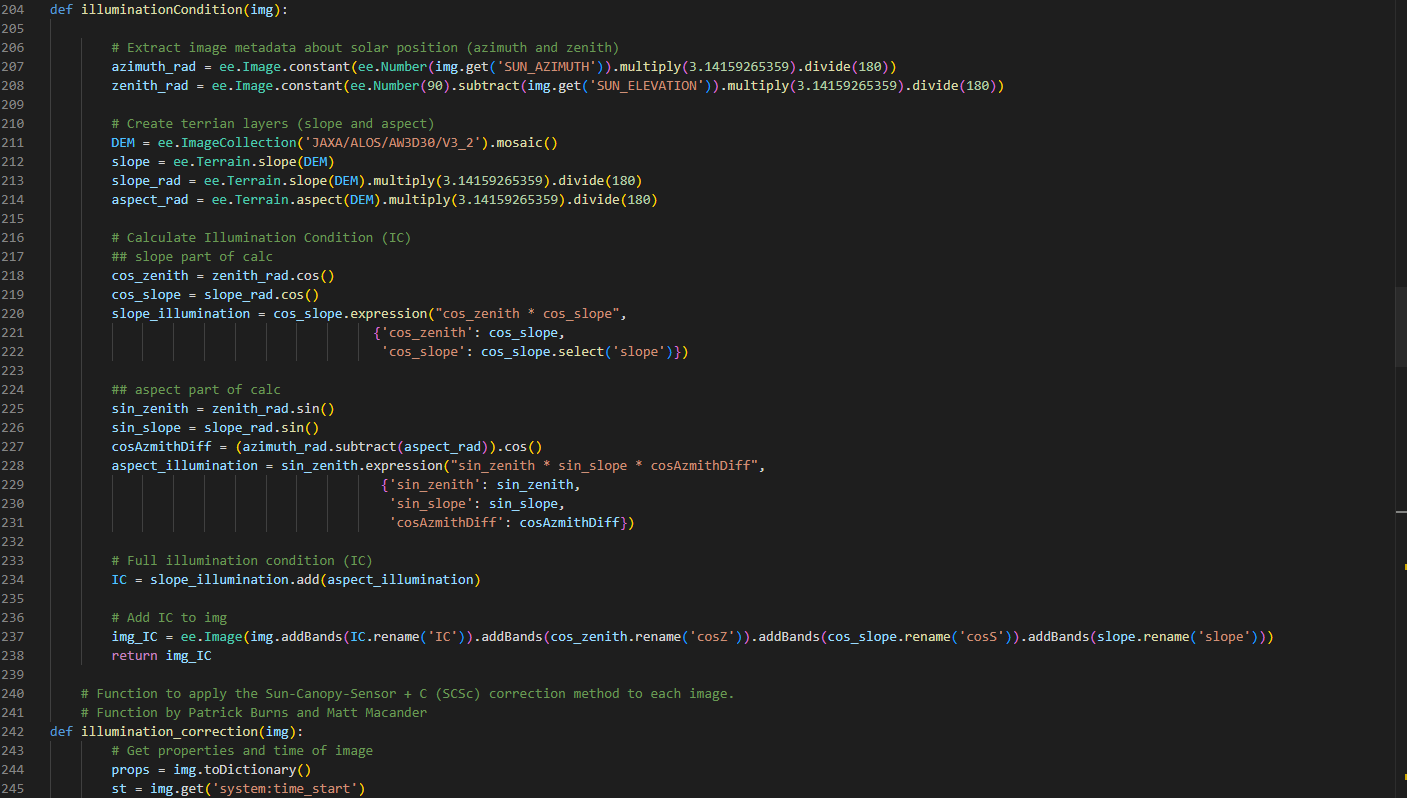 204 def illuminationCondition(img):
205
206 # Extract image metadata about solar position (azimuth and zenith)
207 azimuth_rad = ee.Image.constant(ee.Number(img.get('SUN_AZIMUTH')).multiply(3.14159265359).divide(180))
208 zenith_rad = ee.Image.constant(ee.Number(90).subtract(img.get('SUN_ELEVATION')).multiply(3.14159265359).divide(180))
209
210 # Create terrian layers (slope and aspect)
211 DEM = ee.ImageCollection('JAXA/ALOS/AW3D30/V3_2').mosaic()
212 slope = ee.Terrain.slope(DEM)
213 slope_rad = ee.Terrain.slope(DEM).multiply(3.14159265359).divide(180)
214 aspect_rad = ee.Terrain.aspect(DEM).multiply(3.14159265359).divide(180)
215
216 # Calculate Illumination Condition (IC)
217 ## slope part of calc
218 cos_zenith = zenith_rad.cos()
219 cos_slope = slope_rad.cos()
220 slope_illumination = cos_slope.expression("cos_zenith * cos_slope",
221 {'cos_zenith': cos_slope,
222 'cos_slope': cos_slope.select('slope')})
223
224 ## aspect part of calc
225 sin_zenith = zenith_rad.sin()
226 sin_slope = slope_rad.sin()
227 cosAzmithDiff = (azimuth_rad.subtract(aspect_rad)).cos()
228 aspect_illumination = sin_zenith.expression("sin_zenith * sin_slope * cosAzmithDiff",
229 {'sin_zenith': sin_zenith,
230 'sin_slope': sin_slope,
231 'cosAzmithDiff': cosAzmithDiff})
232
233 # Full illumination condition (IC)
234 IC = slope_illumination.add(aspect_illumination)
235
236 # Add IC to img
237 img_IC = ee.Image(img.addBands(IC.rename('IC')).addBands(cos_zenith.rename('cosZ')).addBands(cos_slope.rename('cosS')).addBands(slope.rename('slope')))
238 return img_IC
239
240 # Function to apply the Sun-Canopy-Sensor + C (SCSc) correction method to each image.
241 # Function by Patrick Burns and Matt Macander
242 def illumination_correction(img):
243 # Get properties and time of image
244 props = img.toDictionary()
245 st = img.get('system:time_start')